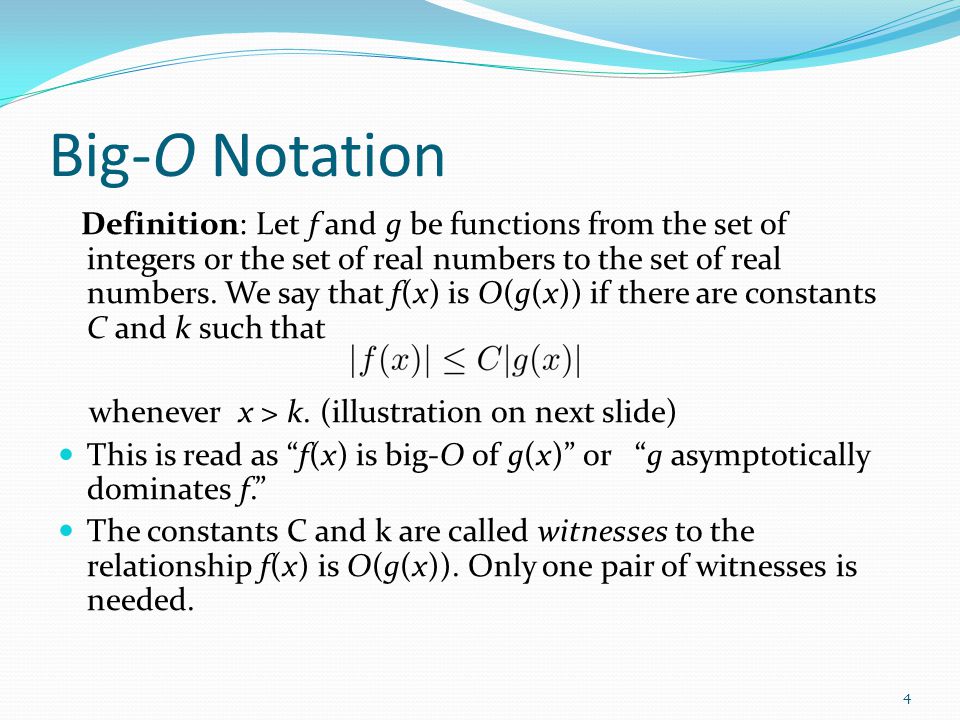 Big-O Notation
Definition: Let f and g be functions from the set of
integers or the set of real numbers to the set of real
numbers. We say that f(x) is O(g(x)) if there are constants
C and k such that
|f(x)| ≤ C|g(x)|
whenever x > k. (illustration on next slide)
This is read as “f(x) is big-O of g(x)” or “g asymptotically
dominates f.”
The constants C and k are called witnesses to the
relationship f(x) is O(g(x)). Only one pair of witnesses is
needed.
4